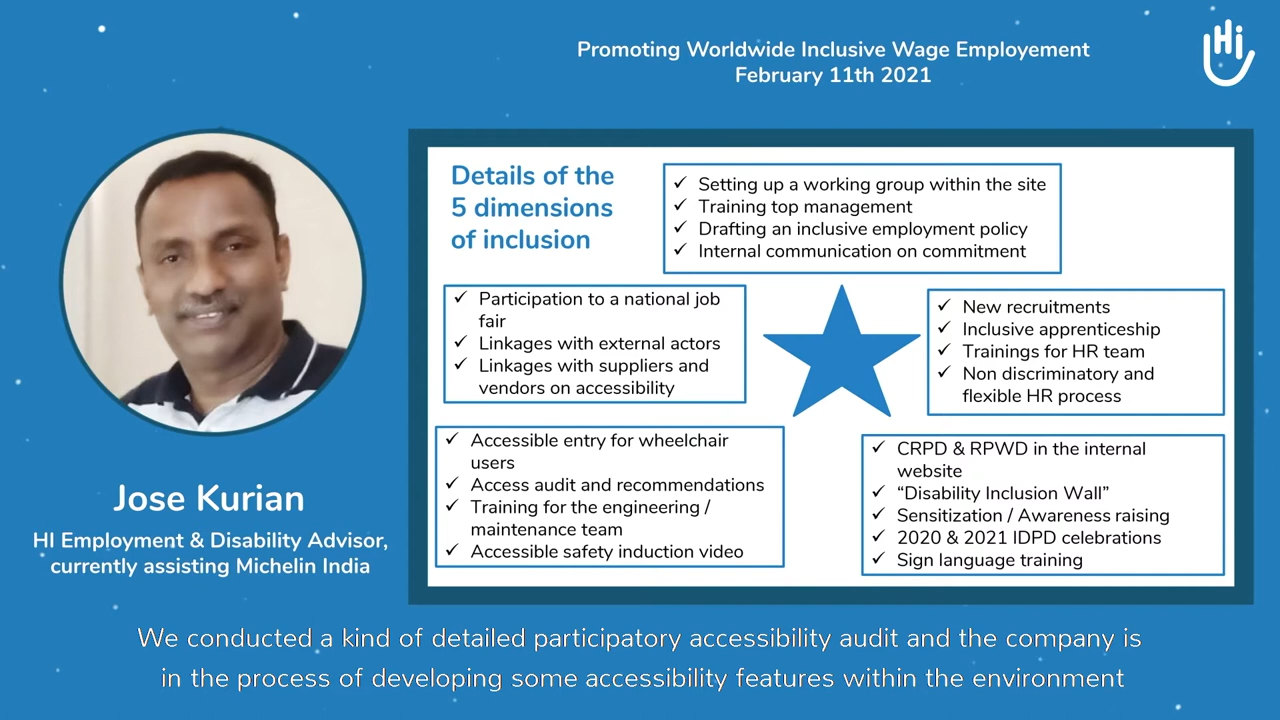 Promoting Worldwide Inclusive Wage Employement
February 11th 2021
Hi
Details of the
5 dimensions
of inclusion
✓ Setting up a working group within the site
✓ Training top management
✓ Drafting an inclusive employment policy
✓ Internal communication on commitment
✓ Participation to a national job
fair
✓ Linkages with external actors
✓ Linkages with suppliers and
vendors on accessibility
✓ New recruitments
✓ Inclusive apprenticeship
✓ Trainings for HR team
✓ Non discriminatory and
flexible HR process
✓ Accessible entry for wheelchair
users
✓ Access audit and recommendations
✓ Training for the engineering /
maintenance team
✓ Accessible safety induction video
✓ CRPD & RPWD in the internal
website
✓ “Disability Inclusion Wall”
✓ Sensitization / Awareness raising
✓ 2020 & 2021 IDPD celebrations
✓ Sign language training
Jose Kurian
HI Employment & Disability Advisor,
currently assisting Michelin India
We conducted a kind of detailed participatory accessibility audit and the company is
in the process of developing some accessibility features within the environment